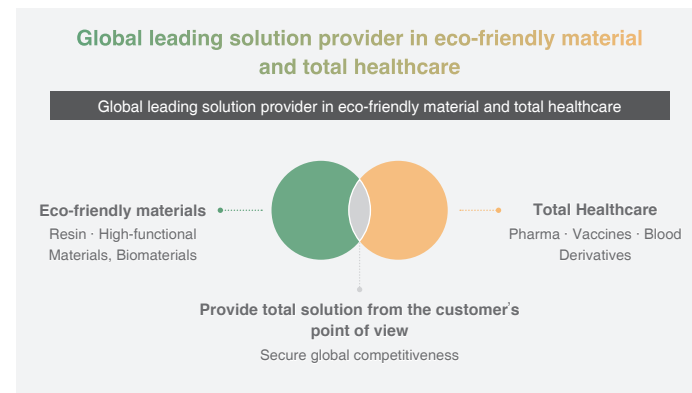 Global leading solution provider in eco-friendly material
and total healthcare
Global leading solution provider in eco-friendly material and total healthcare
Eco-friendly materials
Resin · High-functional
Materials, Biomaterials
Total Healthcare
Pharma · Vaccines · Blood
Derivatives
Provide total solution from the customer’s
point of view
Secure global competitiveness